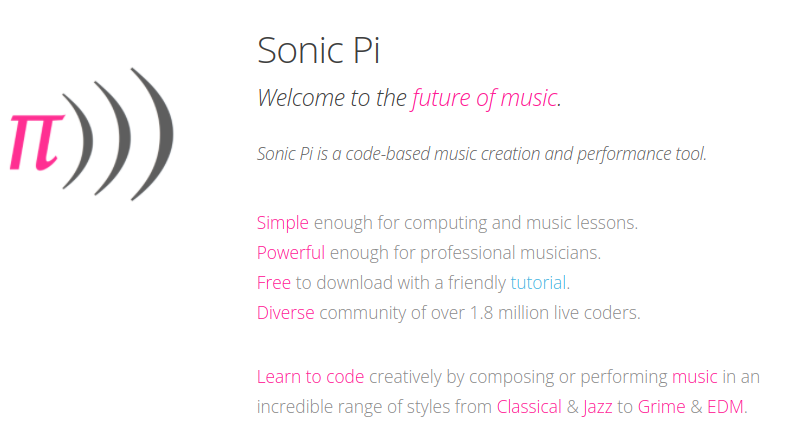 π
Sonic Pi
Welcome to the future of music.
Sonic Pi is a code-based music creation and performance tool.
Simple enough for computing and music lessons.
Powerful enough for professional musicians.
Free to download with a friendly tutorial.
Diverse community of over 1.8 million live coders.
Learn to code creatively by composing or performing music in an
incredible range of styles from Classical & Jazz to Grime & EDM.